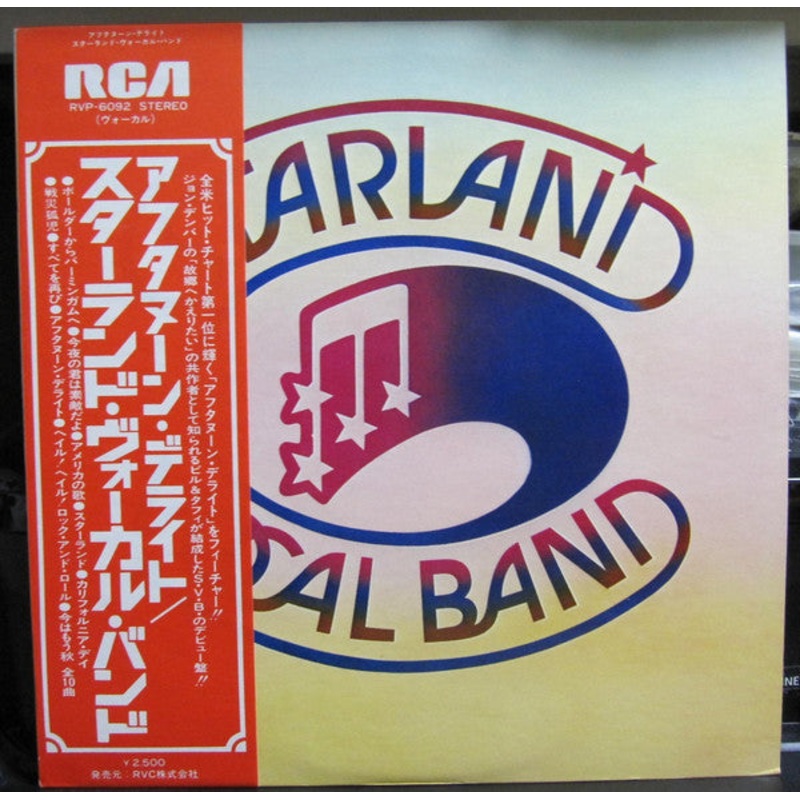 アフタヌーン・デライト
スターランド・ヴォーカル・バンド
RCA
RVP-6092 STEREO
(ヴォーカル)
全米ヒット・チャート第一位に輝く「アフタヌーン・デライト」をフィーチャー!!
ジョン・デンバーの「故郷へかえりたい」の共作者として知られるビル&タフィが結成したS・V・B・のデビュー盤!!
アフタヌーン・デライト/
スターランド・ヴォーカル・バンド
●ボールダーからバーミンガムへ●今夜の君は素敵だよ●アメリカの歌●スターランド●カリフォルニア・デイ
●戦災孤児●すべてを再び●アフタヌーン・デライト●ヘイル!ヘイル!ロック・アンド・ロール●今はもう秋 全10曲
¥2,500
発売元:RVC株式会社
TARLAND
OCAL BAND
NE